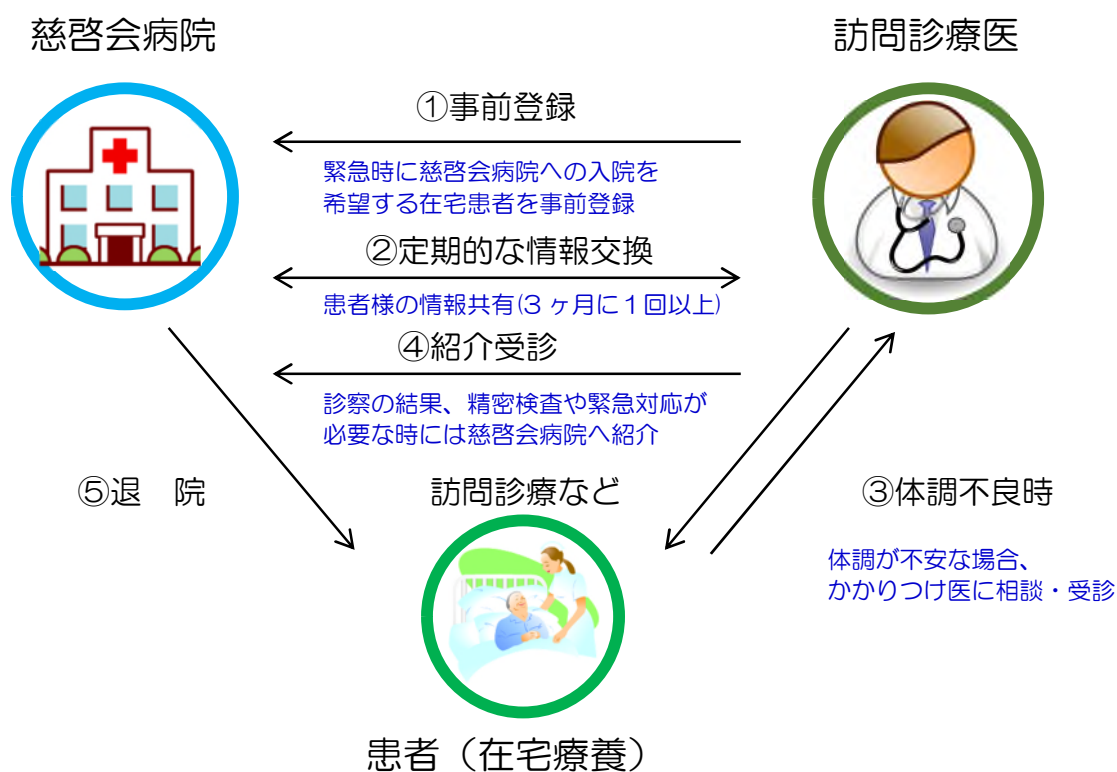 慈啓会病院
訪問診療医
①事前登録
緊急時に慈啓会病院への入院を
希望する在宅患者を事前登録
②定期的な情報交換
患者様の情報共有(3 ヶ月に1回以上)
④紹介受診
診察の結果、精密検査や緊急対応が
必要な時には慈啓会病院へ紹介
⑤退　院
訪問診療など
③体調不良時
体調が不安な場合、
かかりつけ医に相談・受診
患者（在宅療養）